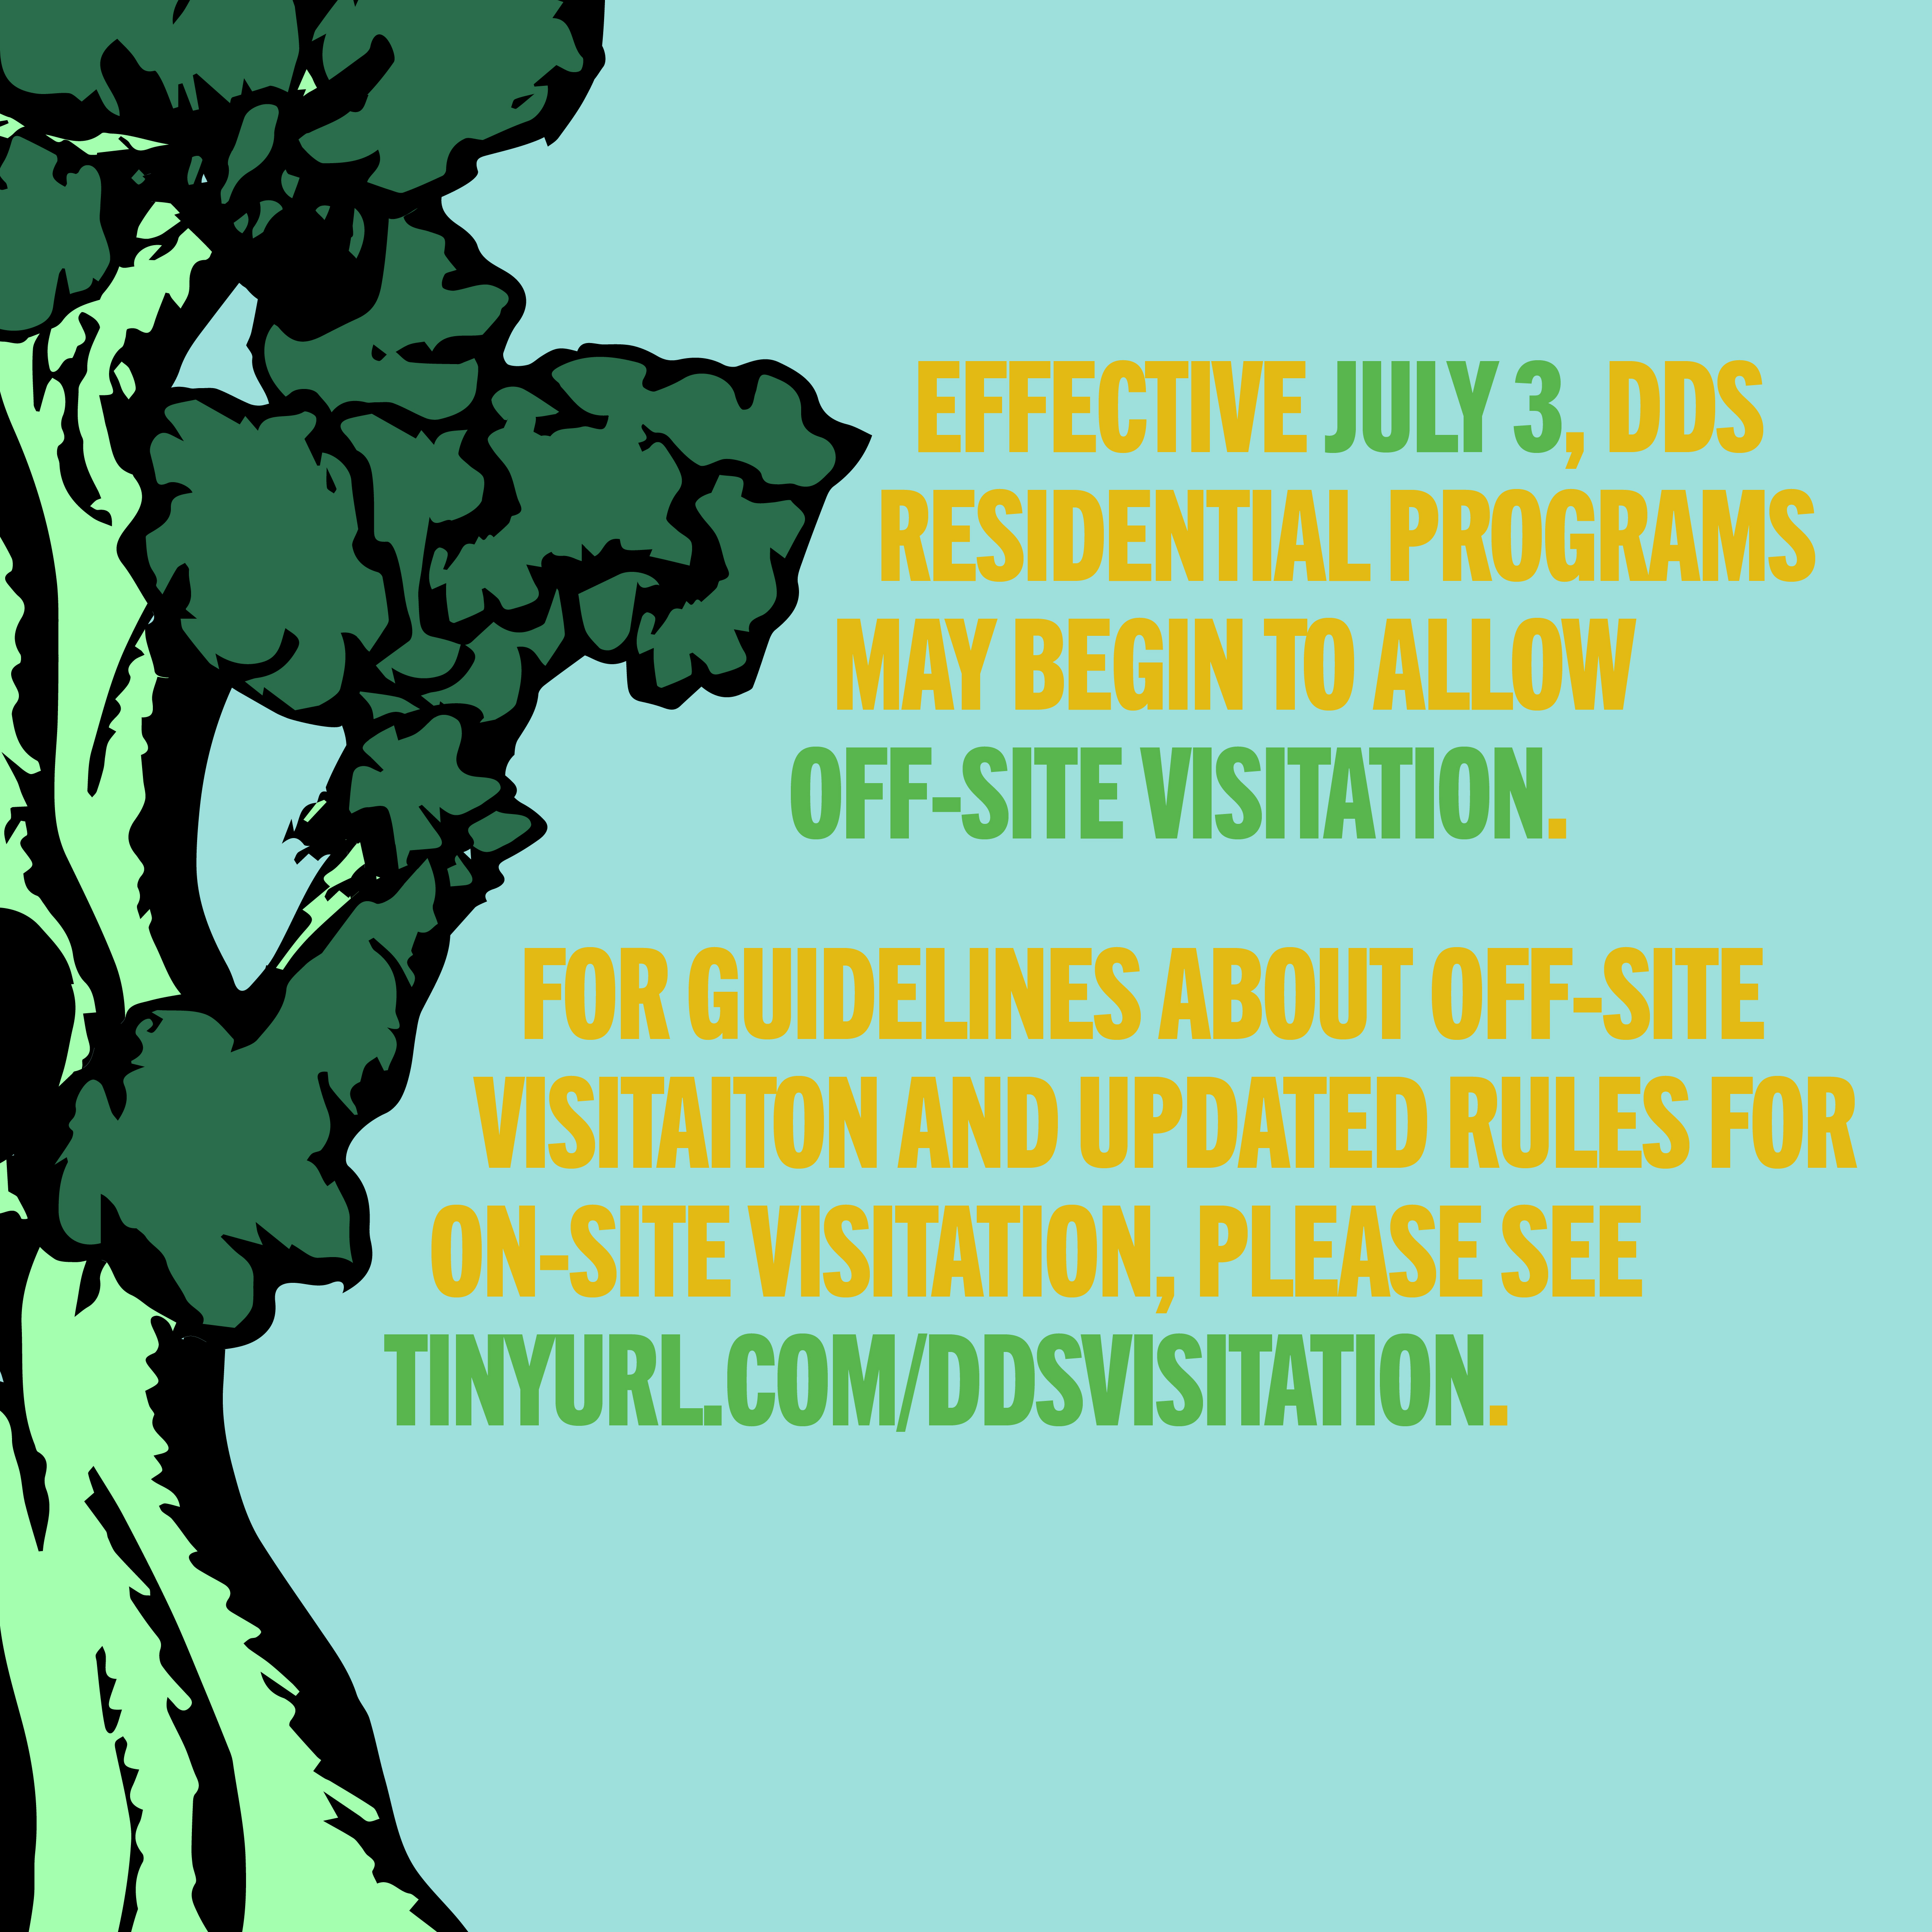 EFFECTIVE JULY 3, DDS
RESIDENTIAL PROGRAMS
MAY BEGIN TO ALLOW
OFF-SITE VISITATION.
FOR GUIDELINES ABOUT OFF-SITE
VISITAITON AND UPDATED RULES FOR
ON-SITE VISITATION, PLEASE SEE
TINYURL.COM/DDSVISITATION.